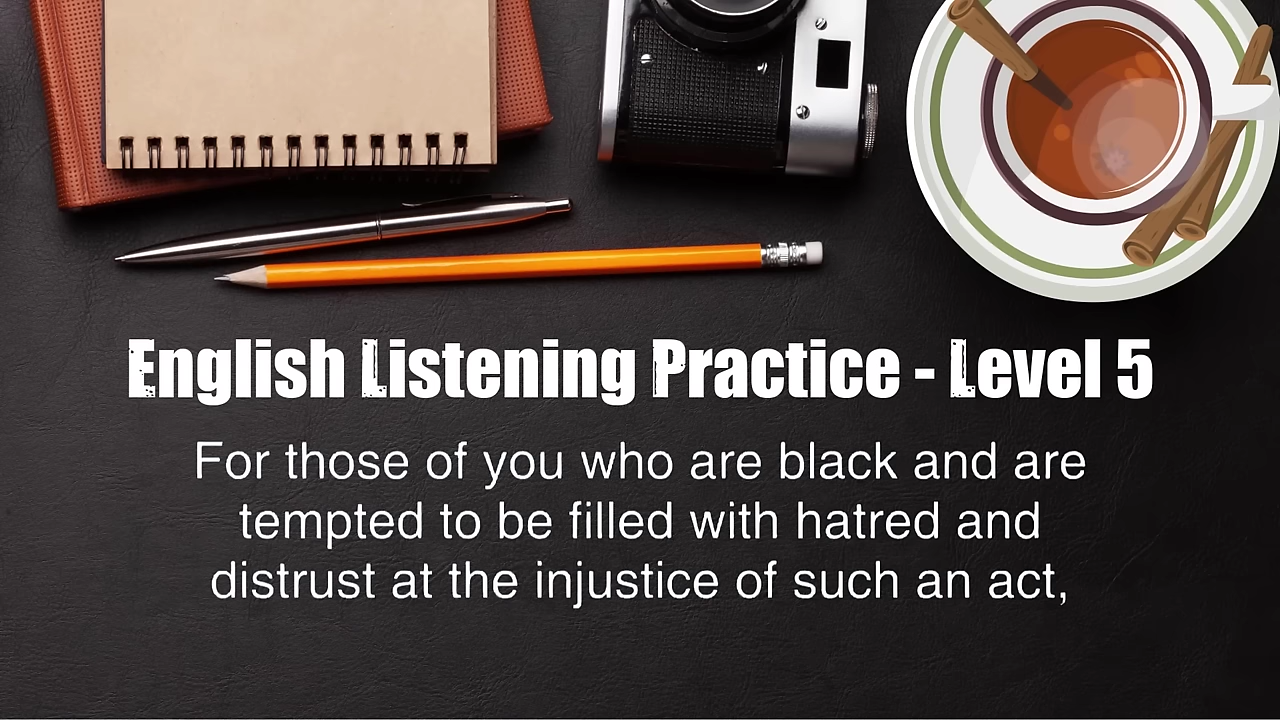 English Listening Practice - Level 5
For those of you who are black and are
tempted to be filled with hatred and
distrust at the injustice of such an act,